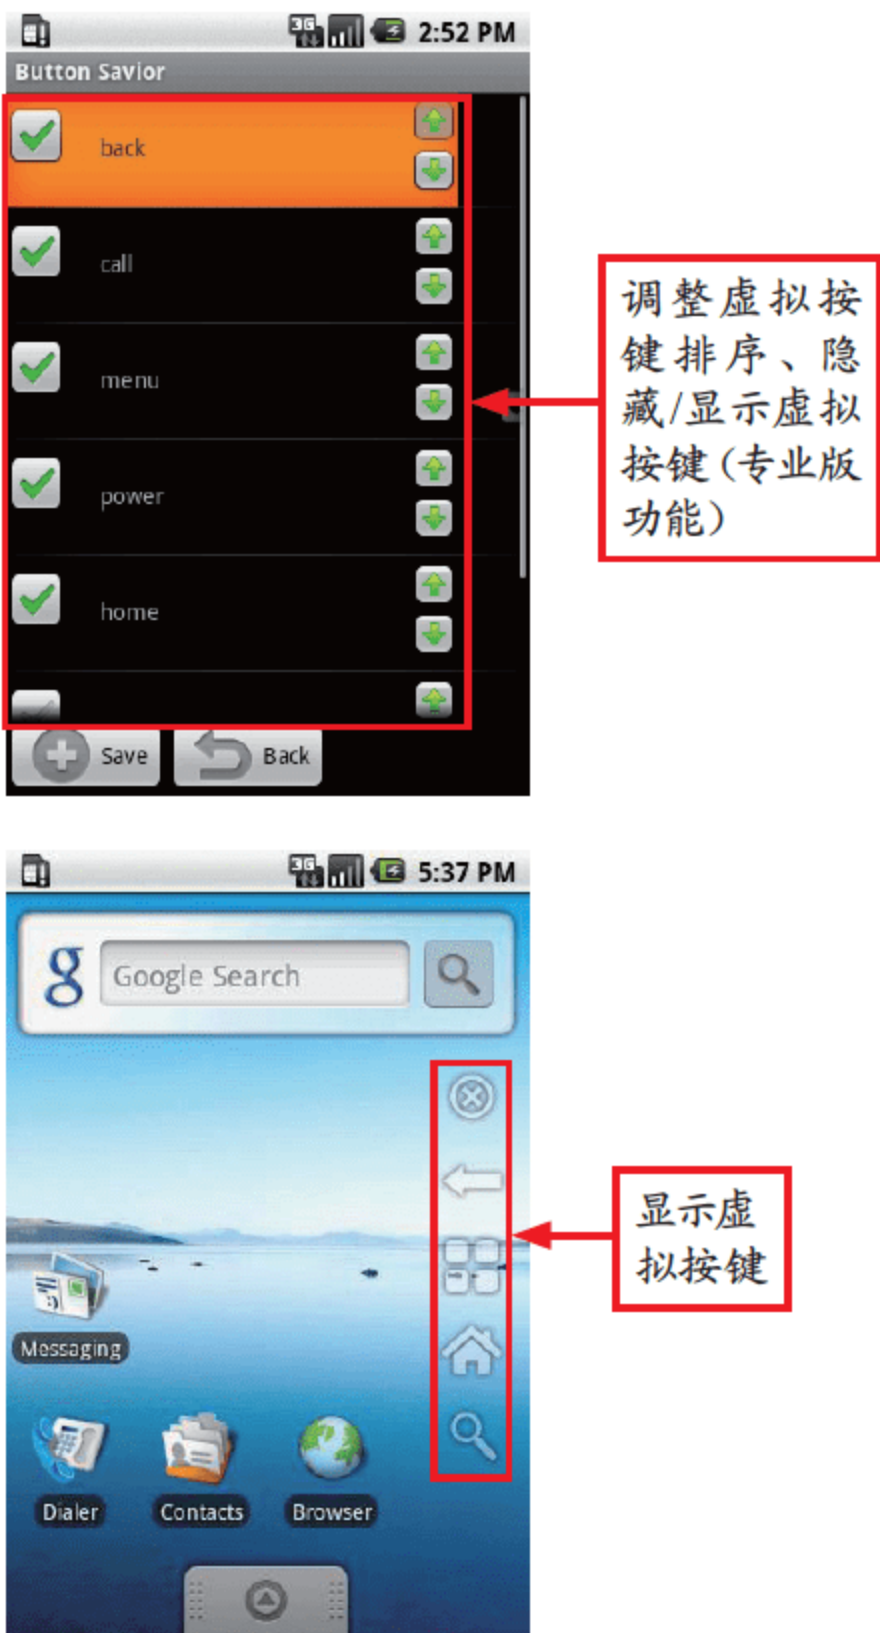 3G 2:52 PM
Button Savior
back
call
menu
power
home
Save Back
调整虚拟按
键排序、隐
藏/显示虚拟
按键(专业版
功能)
3G 5:37 PM
g Google Search
显示虚
拟按键
Messaging
Dialer Contacts Browser